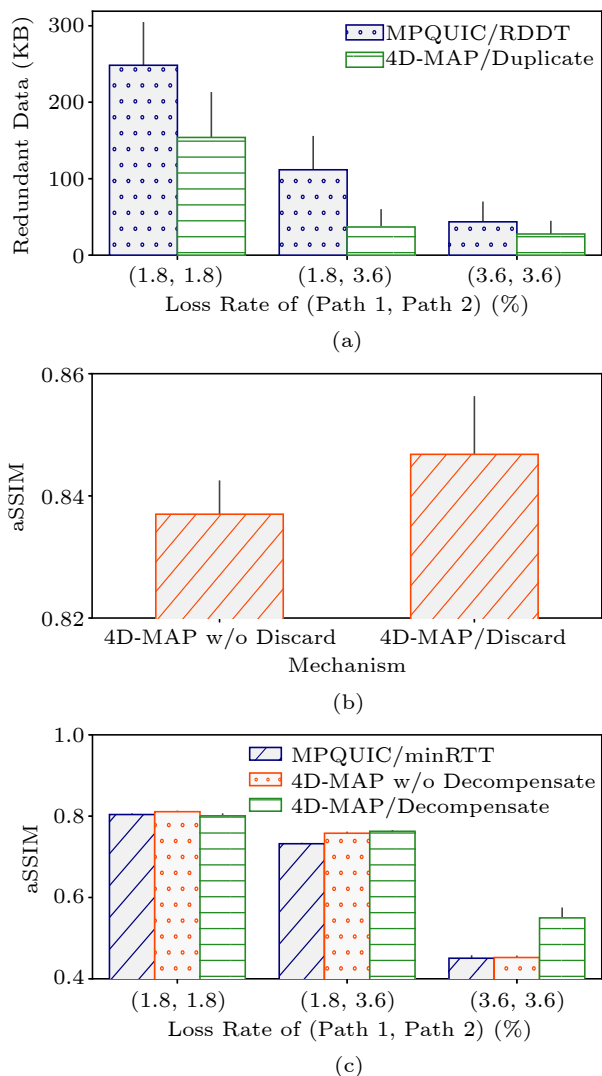 300
200
100
0
Redundant Data (KB)
MPQUIC/RDDT
4D-MAP/Duplicate
(1.8, 1.8) (1.8, 3.6) (3.6, 3.6)
Loss Rate of (Path 1, Path 2) (%)
(a)
0.86
0.84
0.82
aSSIM
4D-MAP w/o Discard 4D-MAP/Discard
Mechanism
(b)
1.0
0.8
0.6
0.4
aSSIM
MPQUIC/minRTT
4D-MAP w/o Decompensate
4D-MAP/Decompensate
(1.8, 1.8) (1.8, 3.6) (3.6, 3.6)
Loss Rate of (Path 1, Path 2) (%)
(c)